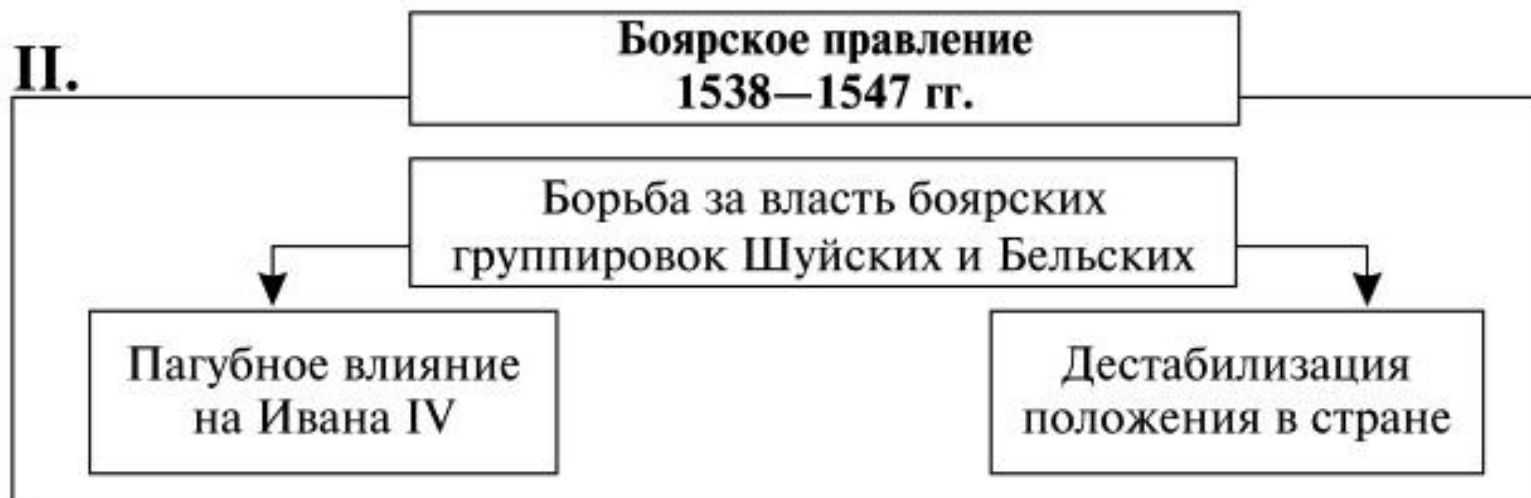 II.
Боярское правление
1538—1547 гг.
Борьба за власть боярских
группировок Шуйских и Бельских
Пагубное влияние
на Ивана IV
Дестабилизация
положения в стране